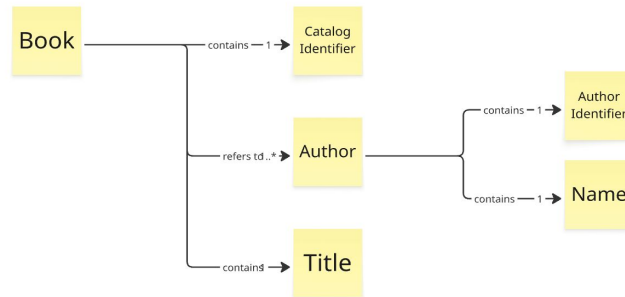 Book
contains
1
Catalog
Identifier
refers to
1..*
Author
contains
1
Author
Identifier
contains
1
Name
contains
1
Title